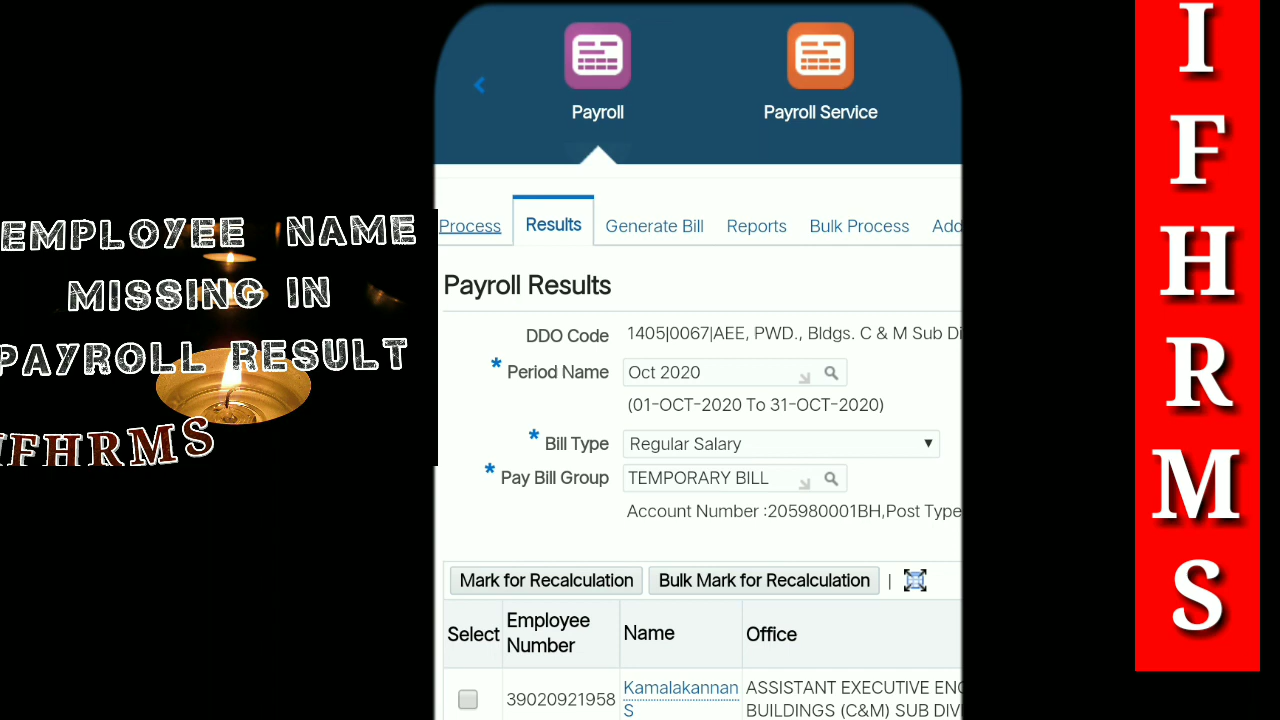 Payroll
Payroll Service
EMPLOYEE NAME
MISSING IN
PAYROLL RESULT
IFHRMS
Process
Results
Generate Bill
Reports
Bulk Process
Add
Payroll Results
DDO Code 1405|0067|AEE, PWD., Bldgs. C & M Sub Di
* Period Name Oct 2020
(01-OCT-2020 To 31-OCT-2020)
* Bill Type Regular Salary
* Pay Bill Group TEMPORARY BILL
Account Number :205980001BH,Post Type
Mark for Recalculation
Bulk Mark for Recalculation |
Select
Employee
Number
Name
Office
39020921958
Kamalakannan
S
ASSISTANT EXECUTIVE ENG
BUILDINGS (C&M) SUB DIV
I
F
H
R
M
S